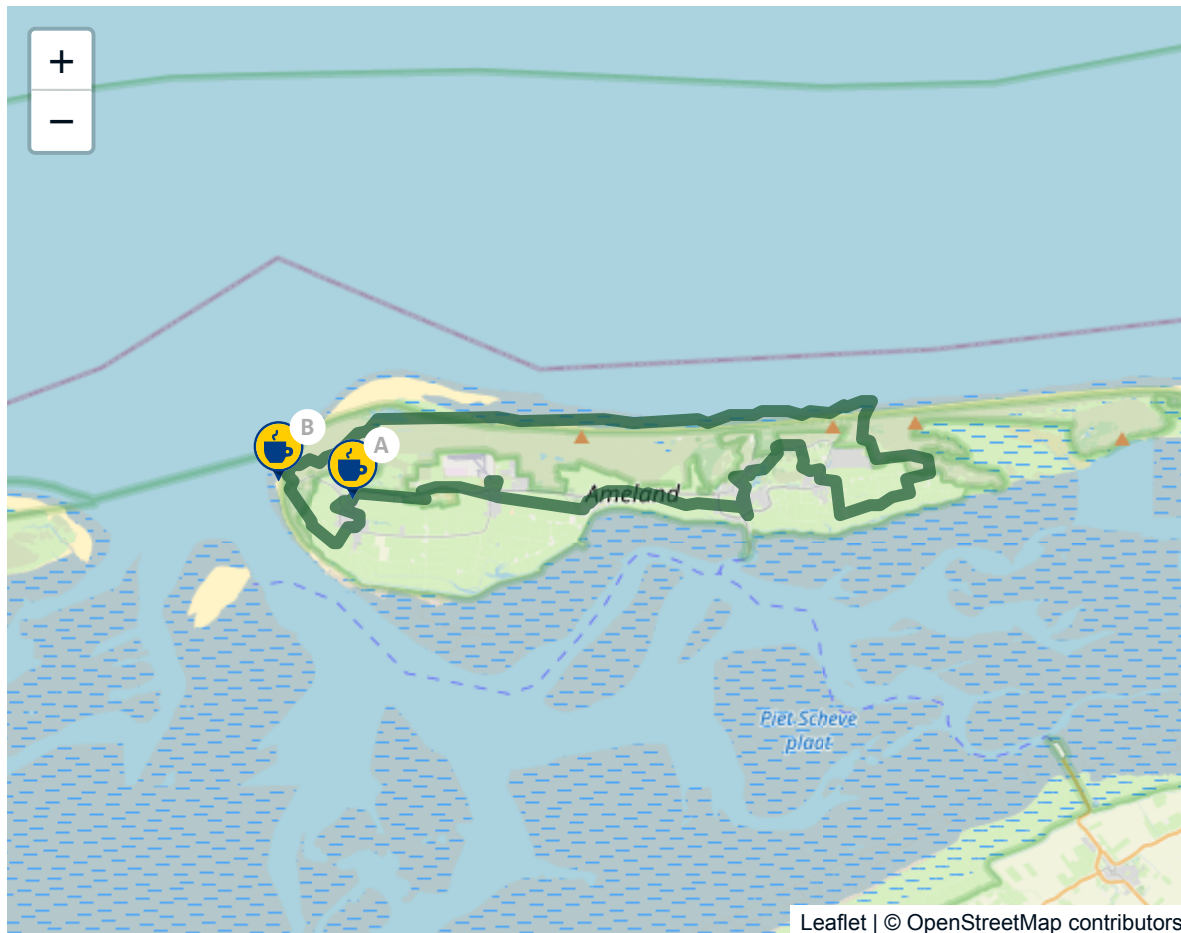 +
−
B
A
Ameland
Piet Scheve
plaat
Leaflet | © OpenStreetMap contributors